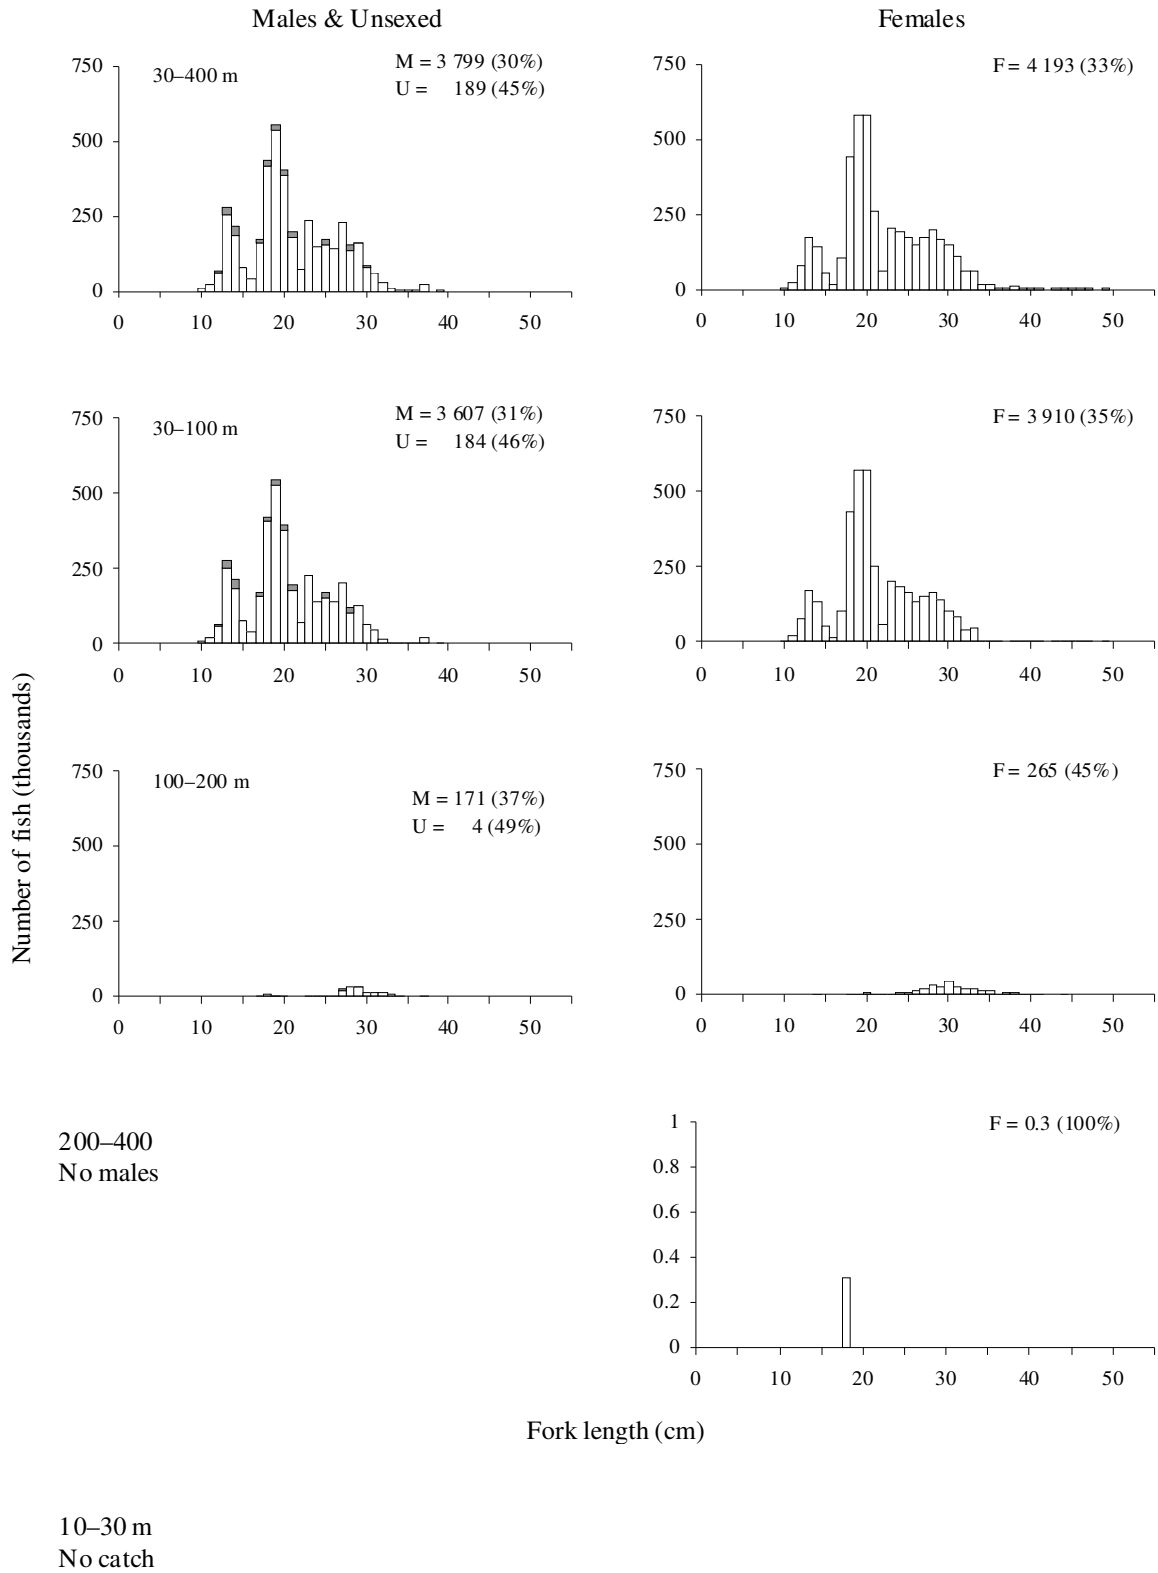 Males & Unsexed
Females
30–400 m
M = 3 799 (30%)
U = 189 (45%)
750
500
250
0
0 10 20 30 40 50
F = 4 193 (33%)
750
500
250
0
0 10 20 30 40 50
30–100 m
M = 3 607 (31%)
U = 184 (46%)
750
500
250
0
0 10 20 30 40 50
F = 3 910 (35%)
750
500
250
0
0 10 20 30 40 50
Number of fish (thousands)
100–200 m
M = 171 (37%)
U = 4 (49%)
750
500
250
0
0 10 20 30 40 50
F = 265 (45%)
750
500
250
0
0 10 20 30 40 50
200–400
No males
F = 0.3 (100%)
1
0.8
0.6
0.4
0.2
0
0 10 20 30 40 50
Fork length (cm)
10–30 m
No catch